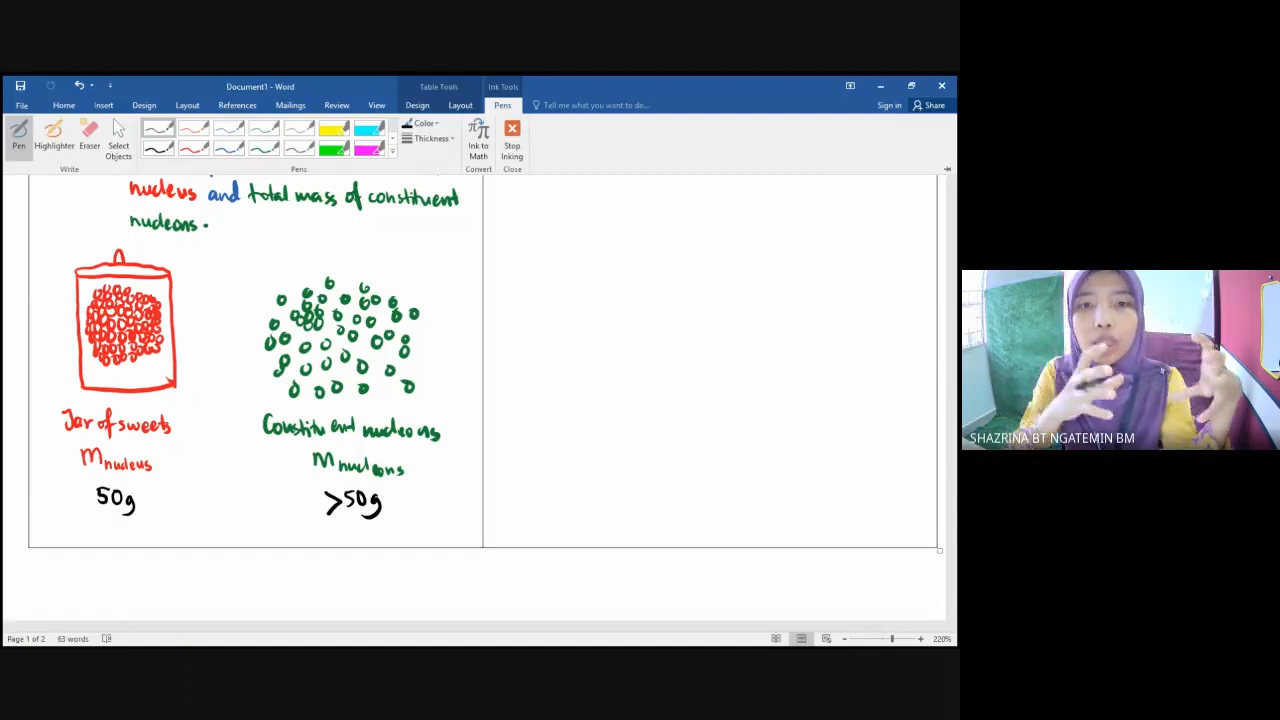 Document1 - Word
Table Tools
Ink Tools
File Home Insert Design Layout References Mailings Review View Design Layout Pens Tell me what you want to do... Sign in Share
Pen Highlighter Eraser Select Objects
Color
Thickness
Ink to Math
Stop Inking
Write Pens Convert Close
nucleus and total mass of constituent
nucleons.
Jar of sweets
Constituent nucleons
Mnucleus
Mnucleons
50g
>50g
SHAZRINA BT NGATEMIN BM
Page 1 of 2 63 words 220%